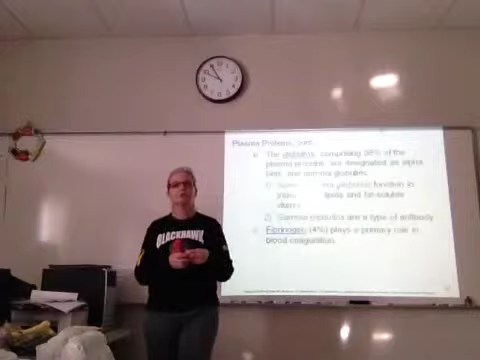 Plasma Proteins, cont.
The globulins, comprising 36% of the
plasma proteins, are designated as alpha
beta, and gamma globulins.
globulins function in
lipids and fat-soluble
vitamins
Gamma globulins are a type of antibody
Fibrinogen (4%) plays a primary role in
blood coagulation.
BLACKHAWK